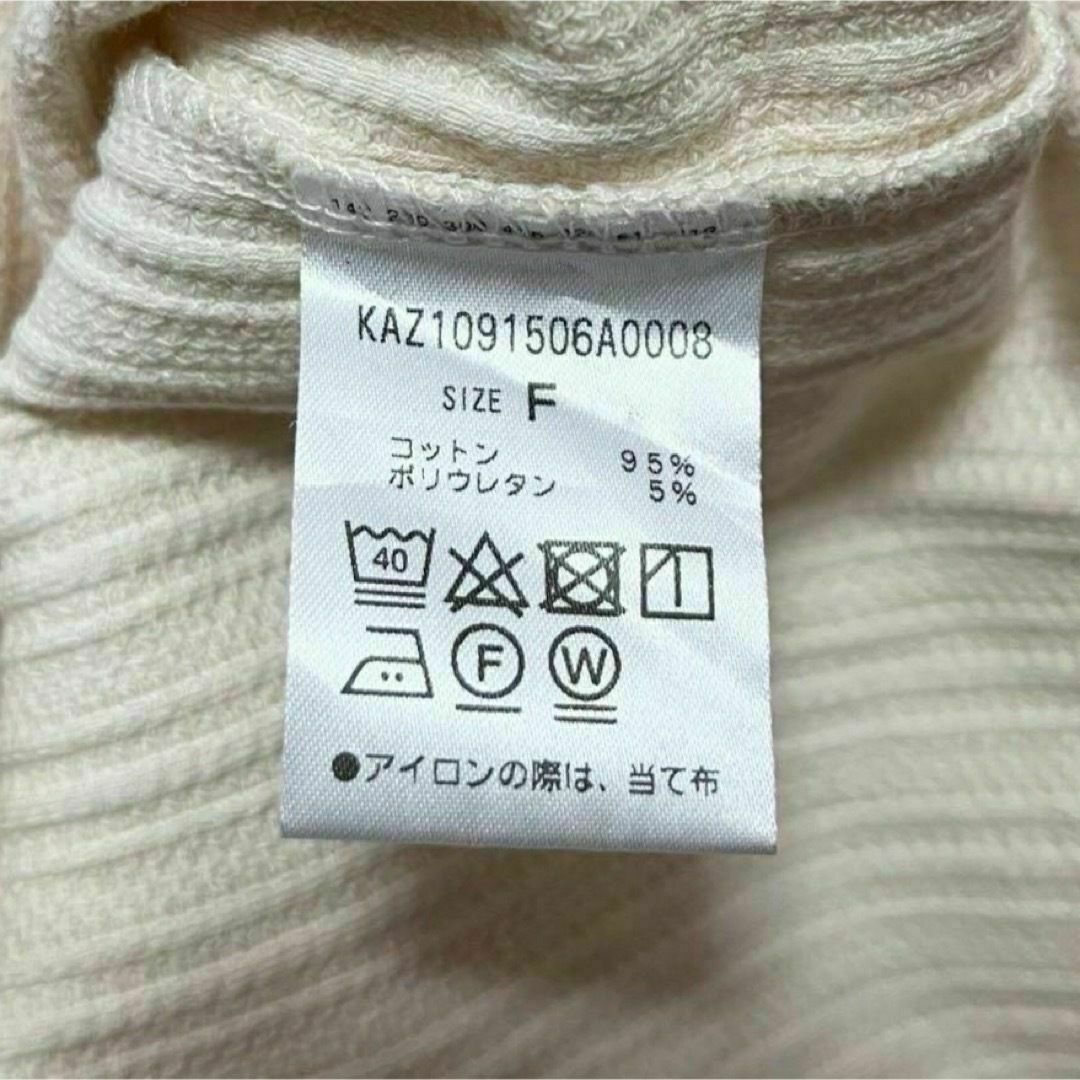 KAZ1091506A0008
SIZE F
コットン 95%
ポリウレタン 5%
40
F W
●アイロンの際は、当て布